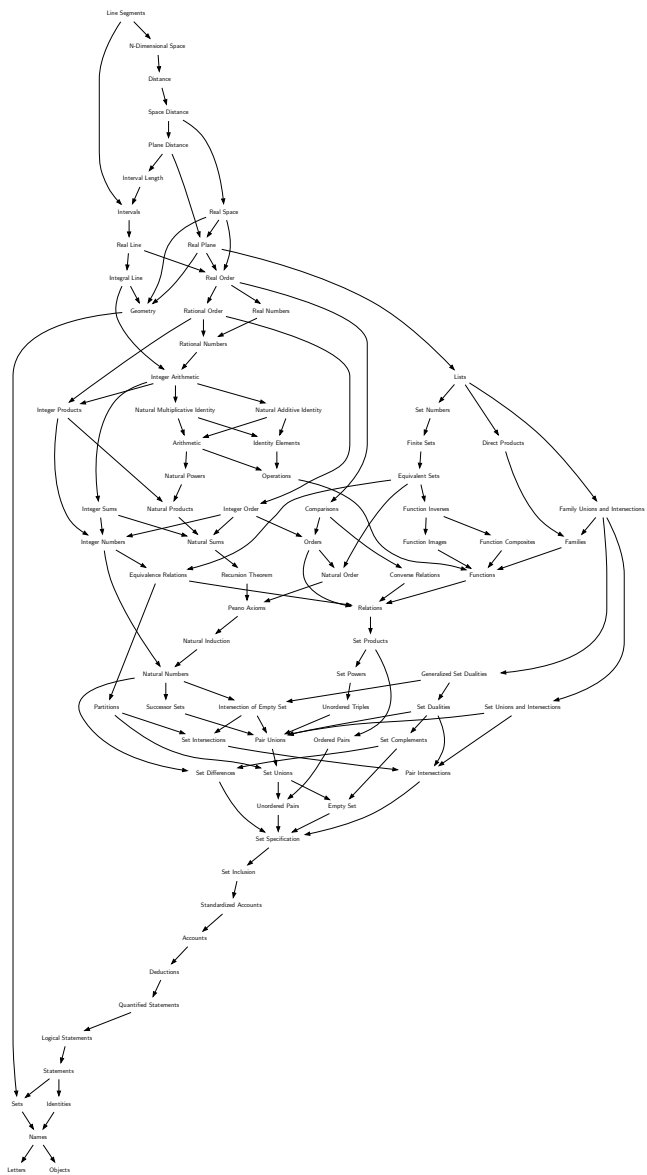 Line Segments
N-Dimensional Space
Distance
Space Distance
Plane Distance
Interval Length
Intervals
Real Space
Real Line
Real Plane
Integral Line
Real Order
Geometry
Rational Order
Real Numbers
Rational Numbers
Integer Arithmetic
Lists
Integer Products
Natural Multiplicative Identity
Natural Additive Identity
Set Numbers
Arithmetic
Identity Elements
Finite Sets
Direct Products
Natural Powers
Operations
Equivalent Sets
Integer Sums
Natural Products
Integer Order
Comparisons
Function Inverses
Family Unions and Intersections
Integer Numbers
Natural Sums
Orders
Function Images
Function Composites
Families
Equivalence Relations
Recursion Theorem
Natural Order
Converse Relations
Functions
Peano Axioms
Relations
Natural Induction
Set Products
Natural Numbers
Set Powers
Generalized Set Dualities
Partitions
Successor Sets
Intersection of Empty Set
Unordered Triples
Set Dualities
Set Unions and Intersections
Set Intersections
Pair Unions
Ordered Pairs
Set Complements
Set Differences
Set Unions
Pair Intersections
Unordered Pairs
Empty Set
Set Specification
Set Inclusion
Standardized Accounts
Accounts
Deductions
Quantified Statements
Logical Statements
Statements
Sets
Identities
Names
Letters
Objects